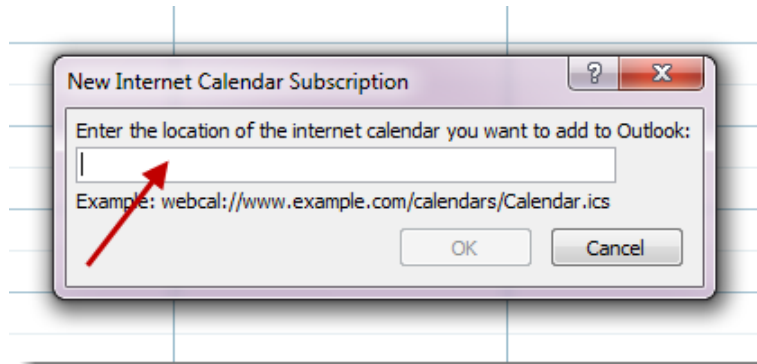 New Internet Calendar Subscription
Enter the location of the internet calendar you want to add to Outlook:
Example: webcal://www.example.com/calendars/Calendar.ics
OK
Cancel